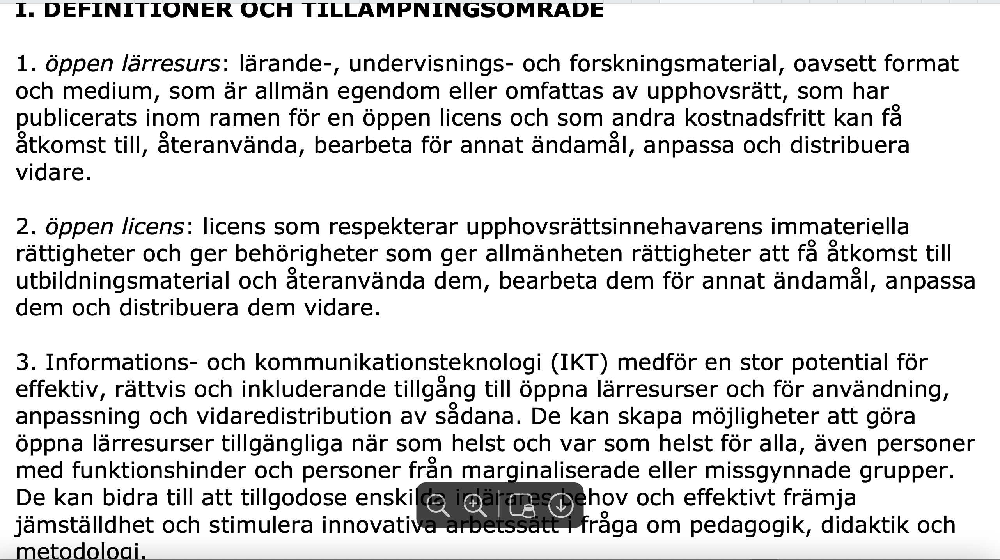 I. DEFINITIONER OCH TILLÄMPNINGSOMRÅDE
1. öppen lärresurs: lärande-, undervisnings- och forskningsmaterial, oavsett format
och medium, som är allmän egendom eller omfattas av upphovsrätt, som har
publicerats inom ramen för en öppen licens och som andra kostnadsfritt kan få
åtkomst till, återanvända, bearbeta för annat ändamål, anpassa och distribuera
vidare.
2. öppen licens: licens som respekterar upphovsrättsinnehavarens immateriella
rättigheter och ger behörigheter som ger allmänheten rättigheter att få åtkomst till
utbildningsmaterial och återanvända dem, bearbeta dem för annat ändamål, anpassa
dem och distribuera dem vidare.
3. Informations- och kommunikationsteknologi (IKT) medför en stor potential för
effektiv, rättvis och inkluderande tillgång till öppna lärresurser och för användning,
anpassning och vidaredistribution av sådana. De kan skapa möjligheter att göra
öppna lärresurser tillgängliga när som helst och var som helst för alla, även personer
med funktionshinder och personer från marginaliserade eller missgynnade grupper.
De kan bidra till att tillgodose enskilda inlärares behov och effektivt främja
jämställdhet och stimulera innovativa arbetssätt i fråga om pedagogik, didaktik och
metodologi.